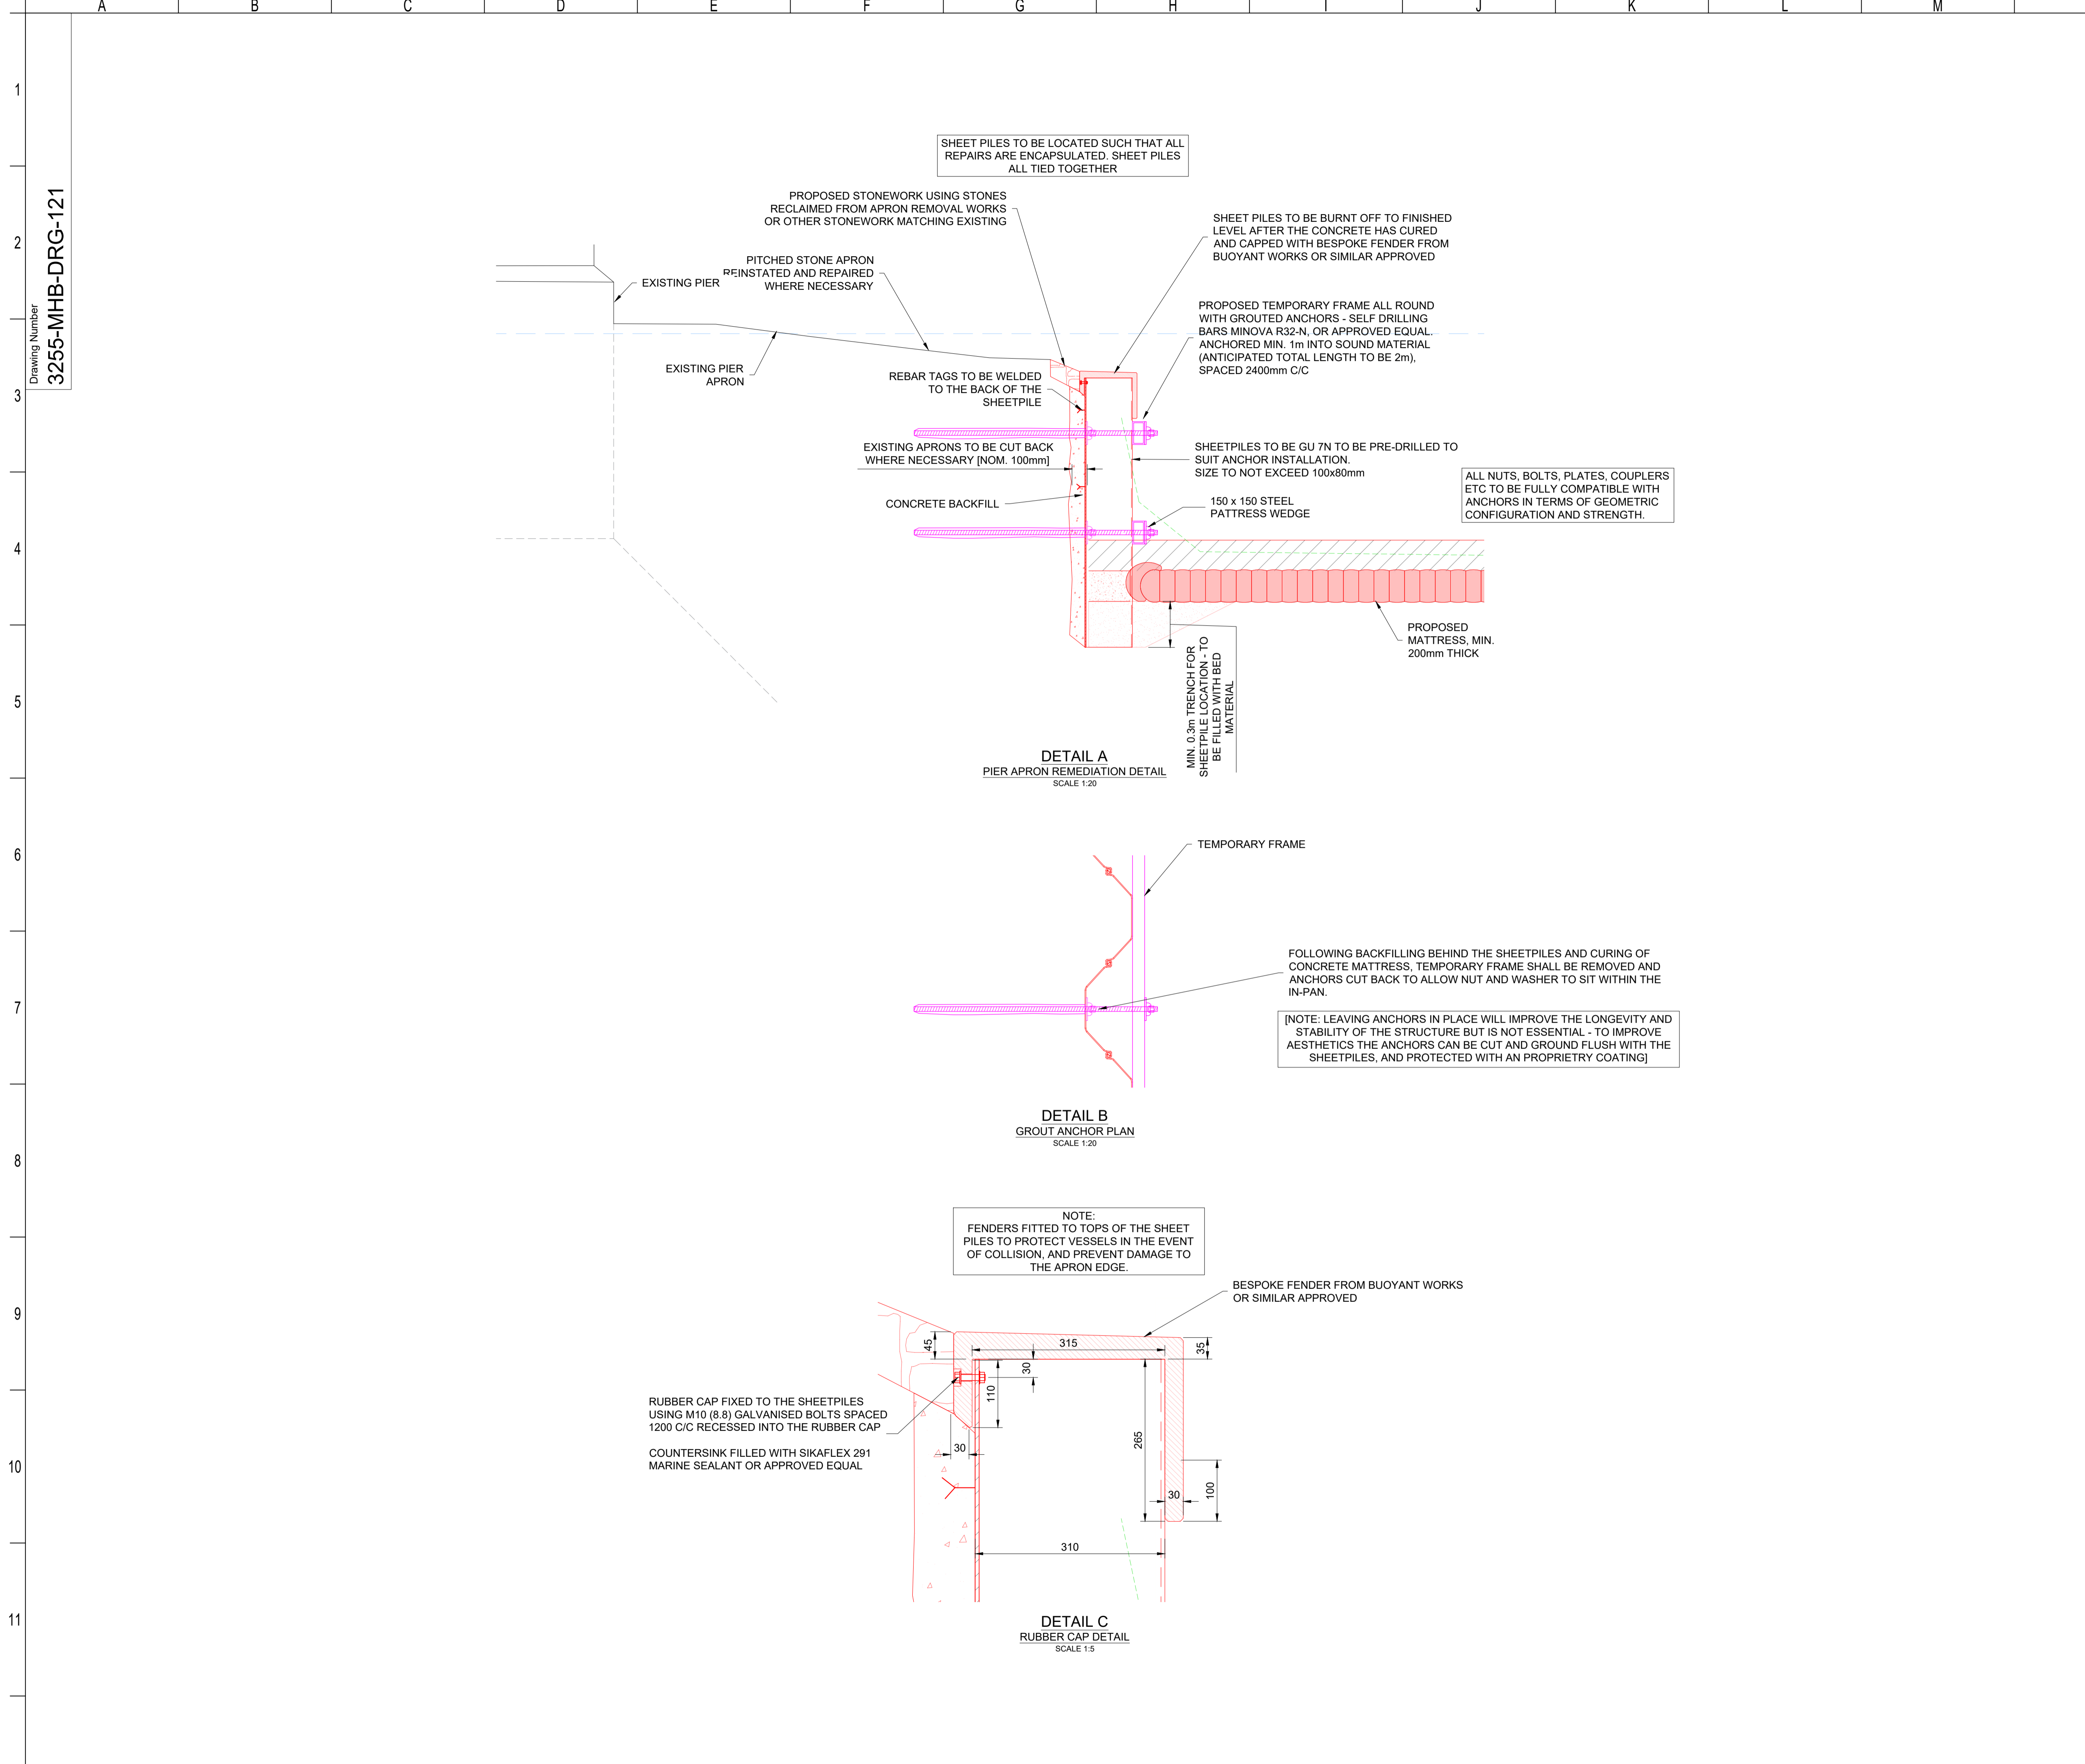 A B C D E F G H I J K L M
1
2
3
4
5
6
7
8
9
10
11
Drawing Number
3255-MHB-DRG-121
SHEET PILES TO BE LOCATED SUCH THAT ALL
REPAIRS ARE ENCAPSULATED. SHEET PILES
ALL TIED TOGETHER
PROPOSED STONEWORK USING STONES
RECLAIMED FROM APRON REMOVAL WORKS
OR OTHER STONEWORK MATCHING EXISTING
SHEET PILES TO BE BURNT OFF TO FINISHED
LEVEL AFTER THE CONCRETE HAS CURED
AND CAPPED WITH BESPOKE FENDER FROM
BUOYANT WORKS OR SIMILAR APPROVED
PITCHED STONE APRON
REINSTATED AND REPAIRED
WHERE NECESSARY
EXISTING PIER
PROPOSED TEMPORARY FRAME ALL ROUND
WITH GROUTED ANCHORS - SELF DRILLING
BARS MINOVA R32-N, OR APPROVED EQUAL.
ANCHORED MIN. 1m INTO SOUND MATERIAL
(ANTICIPATED TOTAL LENGTH TO BE 2m),
SPACED 2400mm C/C
EXISTING PIER
APRON
REBAR TAGS TO BE WELDED
TO THE BACK OF THE
SHEETPILE
EXISTING APRONS TO BE CUT BACK
WHERE NECESSARY [NOM. 100mm]
SHEETPILES TO BE GU 7N TO BE PRE-DRILLED TO
SUIT ANCHOR INSTALLATION.
SIZE TO NOT EXCEED 100x80mm
ALL NUTS, BOLTS, PLATES, COUPLERS
ETC TO BE FULLY COMPATIBLE WITH
ANCHORS IN TERMS OF GEOMETRIC
CONFIGURATION AND STRENGTH.
CONCRETE BACKFILL
150 x 150 STEEL
PATTRESS WEDGE
PROPOSED
MATTRESS, MIN.
200mm THICK
MIN. 0.3m TRENCH FOR
SHEETPILE LOCATION - TO
BE FILLED WITH BED
MATERIAL
DETAIL A
PIER APRON REMEDIATION DETAIL
SCALE 1:20
TEMPORARY FRAME
FOLLOWING BACKFILLING BEHIND THE SHEETPILES AND CURING OF
CONCRETE MATTRESS, TEMPORARY FRAME SHALL BE REMOVED AND
ANCHORS CUT BACK TO ALLOW NUT AND WASHER TO SIT WITHIN THE
IN-PAN.
[NOTE: LEAVING ANCHORS IN PLACE WILL IMPROVE THE LONGEVITY AND
STABILITY OF THE STRUCTURE BUT IS NOT ESSENTIAL - TO IMPROVE
AESTHETICS THE ANCHORS CAN BE CUT AND GROUND FLUSH WITH THE
SHEETPILES, AND PROTECTED WITH AN PROPRIETRY COATING]
DETAIL B
GROUT ANCHOR PLAN
SCALE 1:20
NOTE:
FENDERS FITTED TO TOPS OF THE SHEET
PILES TO PROTECT VESSELS IN THE EVENT
OF COLLISION, AND PREVENT DAMAGE TO
THE APRON EDGE.
BESPOKE FENDER FROM BUOYANT WORKS
OR SIMILAR APPROVED
45
315
35
30
110
RUBBER CAP FIXED TO THE SHEETPILES
USING M10 (8.8) GALVANISED BOLTS SPACED
1200 C/C RECESSED INTO THE RUBBER CAP
COUNTERSINK FILLED WITH SIKAFLEX 291
MARINE SEALANT OR APPROVED EQUAL
30
265
30
100
310
DETAIL C
RUBBER CAP DETAIL
SCALE 1:5